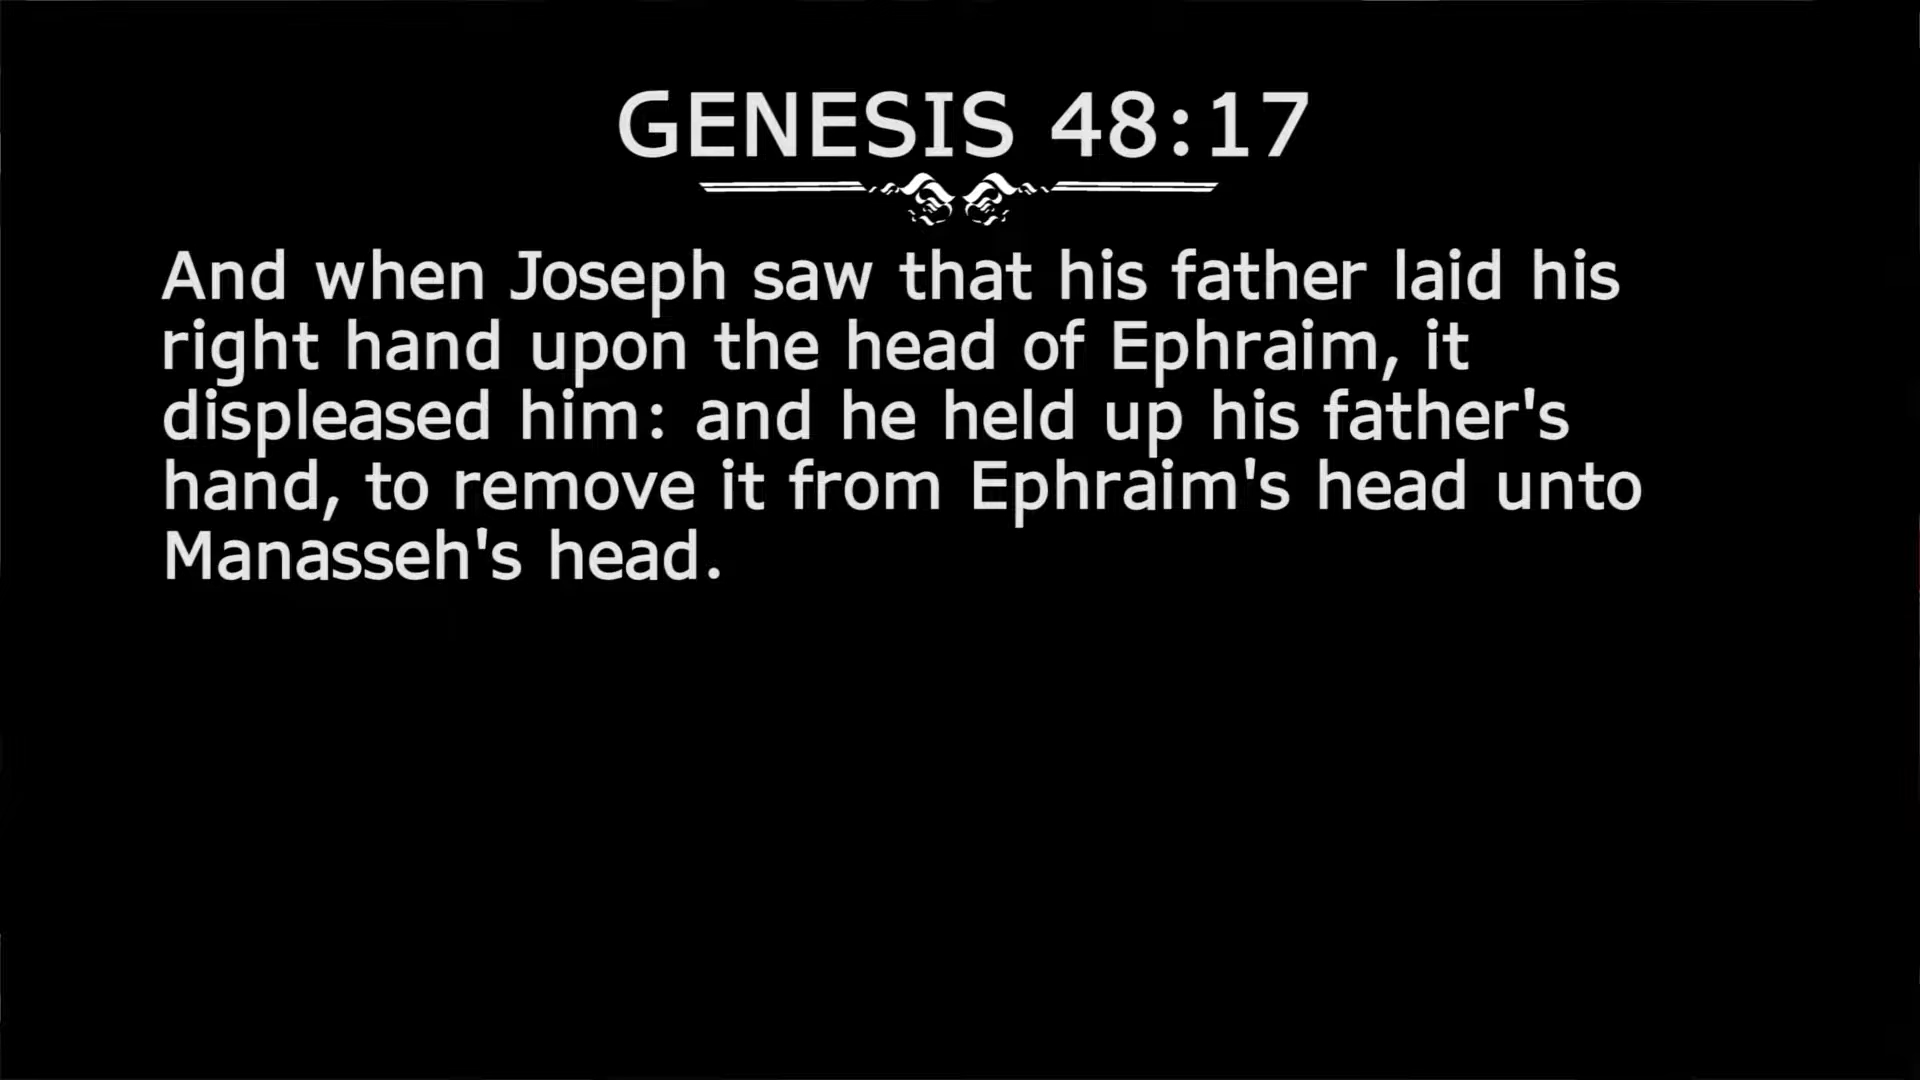 GENESIS 48:17
And when Joseph saw that his father laid his
right hand upon the head of Ephraim, it
displeased him: and he held up his father's
hand, to remove it from Ephraim's head unto
Manasseh's head.